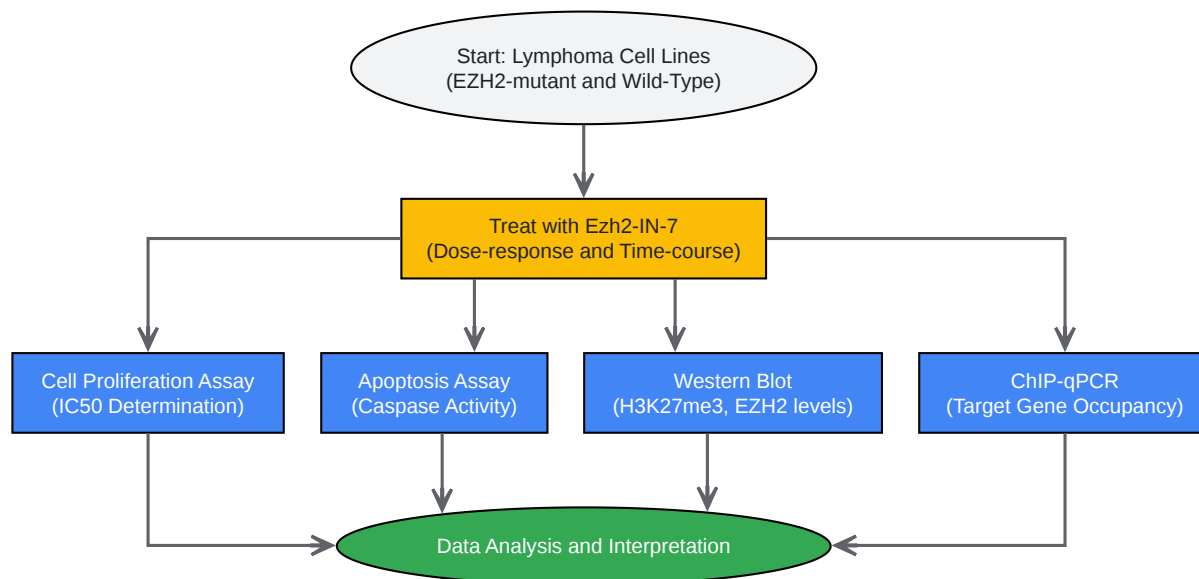 Start: Lymphoma Cell Lines
(EZH2-mutant and Wild-Type)
Treat with Ezh2-IN-7
(Dose-response and Time-course)
Cell Proliferation Assay
(IC50 Determination)
Apoptosis Assay
(Caspase Activity)
Western Blot
(H3K27me3, EZH2 levels)
ChIP-qPCR
(Target Gene Occupancy)
Data Analysis and Interpretation